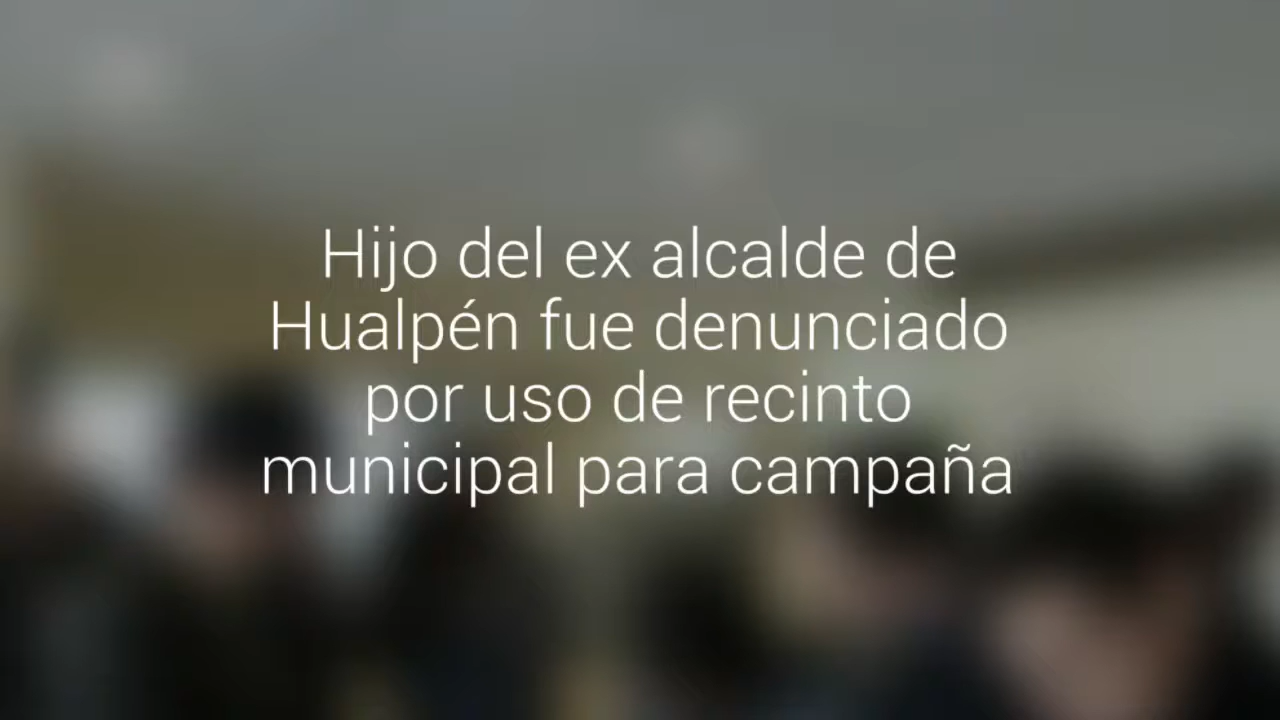 Hijo del ex alcalde de
Hualpén fue denunciado
por uso de recinto
municipal para campaña